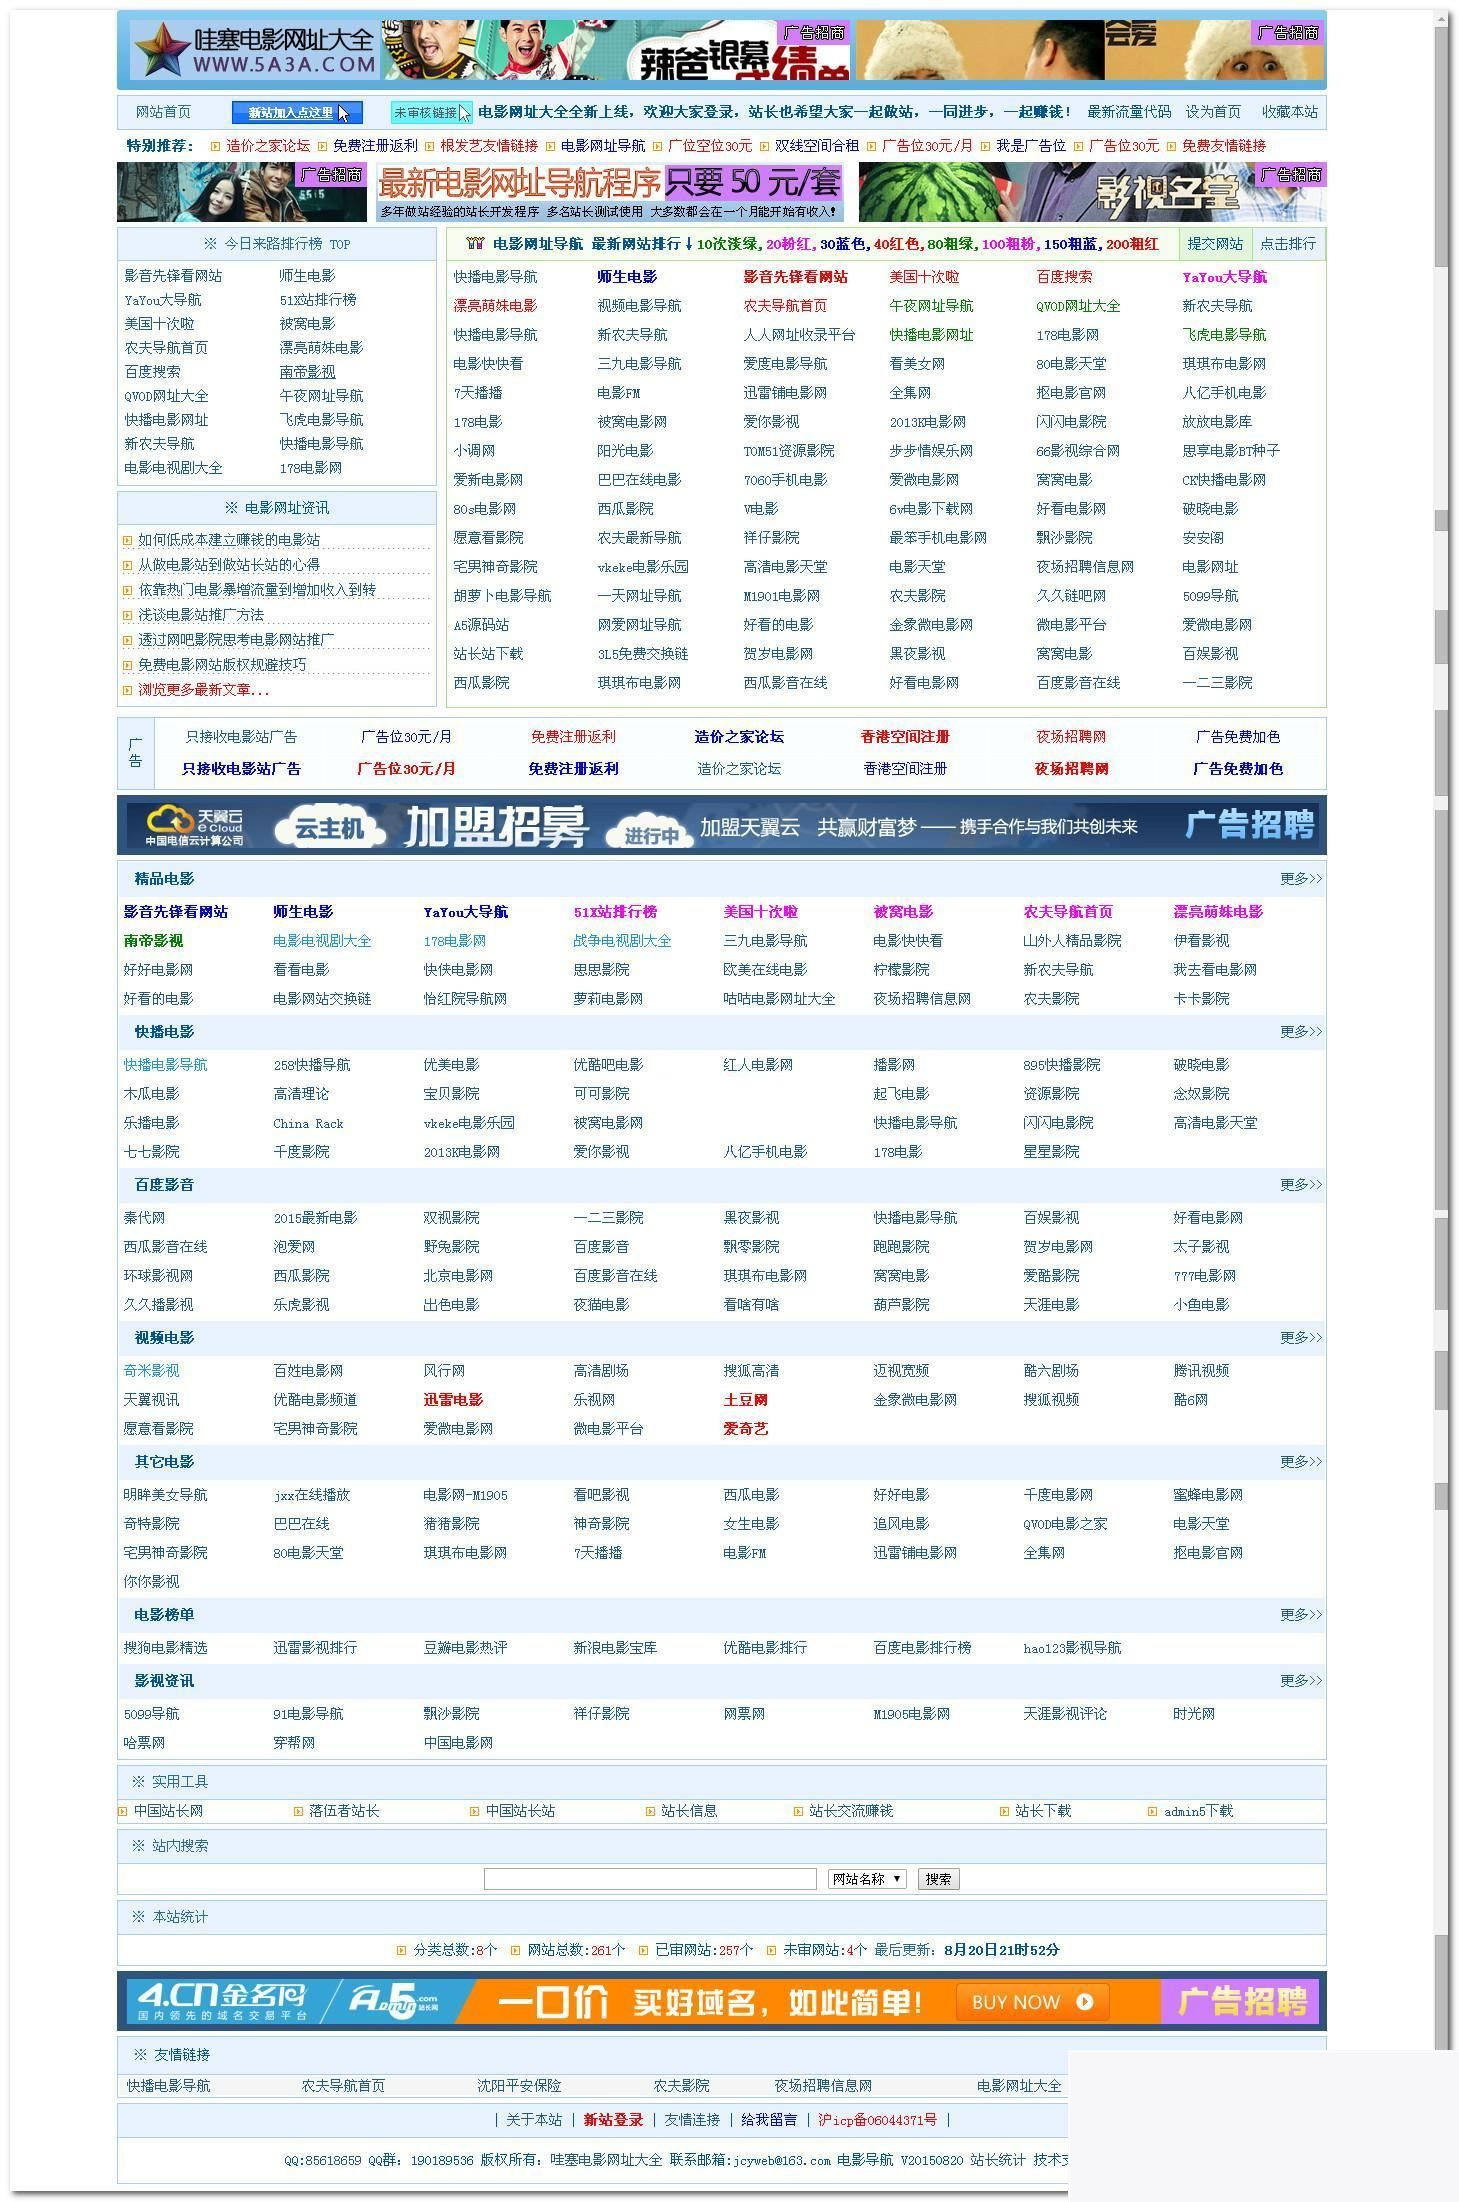 哇塞电影网址大全
WWW.5A3A.COM
辣爸银幕
广告招商
会爱
广告招商
网站首页 新站加入点这里 未审核链接 电影网址大全全新上线，欢迎大家登录，站长也希望大家一起做站，一同进步，一起赚钱！ 最新流量代码 设为首页 收藏本站
特别推荐： 造价之家论坛 免费注册返利 根发艺友情链接 电影网址导航 广位空位30元 双线空间合租 广告位30元/月 我是广告位 广告位30元 免费友情链接
广告招商
最新电影网址导航程序 只要 50 元/套
多年做站经验的站长开发程序 多名站长测试使用 大多数都会在一个月能开始有收入!
影视名堂
广告招商
※ 今日来路排行榜 TOP
影音先锋看网站 师生电影
YaYou大导航 51X站排行榜
美国十次啦 被窝电影
农夫导航首页 漂亮萌妹电影
百度搜索 南帝影视
QVOD网址大全 午夜网址导航
快播电影网址 飞虎电影导航
新农夫导航 快播电影导航
电影电视剧大全 178电影网
※ 电影网址资讯
如何低成本建立赚钱的电影站
从做电影站到做站长站的心得
依靠热门电影暴增流量到增加收入到转
浅谈电影站推广方法
透过网吧影院思考电影网站推广
免费电影网站版权规避技巧
浏览更多最新文章...
电影网址导航 最新网站排行↓10次淡绿,20粉红,30蓝色,40红色,80粗绿,100粗粉,150粗蓝,200粗红 提交网站 点击排行
快播电影导航 师生电影 影音先锋看网站 美国十次啦 百度搜索 YaYou大导航
漂亮萌妹电影 视频电影导航 农夫导航首页 午夜网址导航 QVOD网址大全 新农夫导航
快播电影导航 新农夫导航 人人网址收录平台 快播电影网址 178电影网 飞虎电影导航
电影快快看 三九电影导航 爱度电影导航 看美女网 80电影天堂 琪琪布电影网
7天播播 电影FM 迅雷铺电影网 全集网 抠电影官网 八亿手机电影
178电影 被窝电影网 爱你影视 2013K电影网 闪闪电影院 放放电影库
小调网 阳光电影 TOM51资源影院 步步情娱乐网 66影视综合网 思享电影BT种子
爱新电影网 巴巴在线电影 7060手机电影 爱微电影网 窝窝电影 CK快播电影网
80s电影网 西瓜影院 V电影 6v电影下载网 好看电影网 破晓电影
愿意看影院 农夫最新导航 祥仔影院 最笨手机电影网 飘沙影院 安安阁
宅男神奇影院 vkeke电影乐园 高清电影天堂 电影天堂 夜场招聘信息网 电影网址
胡萝卜电影导航 一天网址导航 M1901电影网 农夫影院 久久链吧网 5099导航
A5源码站 网爱网址导航 好看的电影 金象微电影网 微电影平台 爱微电影网
站长站下载 3L5免费交换链 贺岁电影网 黑夜影视 窝窝电影 百娱影视
西瓜影院 琪琪布电影网 西瓜影音在线 好看电影网 百度影音在线 一二三影院
广告
只接收电影站广告 广告位30元/月 免费注册返利 造价之家论坛 香港空间注册 夜场招聘网 广告免费加色
只接收电影站广告 广告位30元/月 免费注册返利 造价之家论坛 香港空间注册 夜场招聘网 广告免费加色
天翼云 e Cloud 中国电信云计算公司 云主机 加盟招募 进行中 加盟天翼云 共赢财富梦 —— 携手合作与我们共创未来 广告招聘
精品电影 更多>>
影音先锋看网站 师生电影 YaYou大导航 51X站排行榜 美国十次啦 被窝电影 农夫导航首页 漂亮萌妹电影
南帝影视 电影电视剧大全 178电影网 战争电视剧大全 三九电影导航 电影快快看 山外人精品影院 伊看影视
好好电影网 看看电影 快侠电影网 思思影院 欧美在线电影 柠檬影院 新农夫导航 我去看电影网
好看的电影 电影网站交换链 怡红院导航网 萝莉电影网 咕咕电影网址大全 夜场招聘信息网 农夫影院 卡卡影院
快播电影 更多>>
快播电影导航 258快播导航 优美电影 优酷吧电影 红人电影网 播影网 895快播影院 破晓电影
木瓜电影 高清理论 宝贝影院 可可影院 起飞电影 资源影院 念奴影院
乐播电影 China Rack vkeke电影乐园 被窝电影网 快播电影导航 闪闪电影院 高清电影天堂
七七影院 千度影院 2013K电影网 爱你影视 八亿手机电影 178电影 星星影院
百度影音 更多>>
秦代网 2015最新电影 双视影院 一二三影院 黑夜影视 快播电影导航 百娱影视 好看电影网
西瓜影音在线 泡爱网 野兔影院 百度影音 飘零影院 跑跑影院 贺岁电影网 太子影视
环球影视网 西瓜影院 北京电影网 百度影音在线 琪琪布电影网 窝窝电影 爱酷影院 777电影网
久久播影视 乐虎影视 出色电影 夜猫电影 看啥有啥 葫芦影院 天涯电影 小鱼电影
视频电影 更多>>
奇米影视 百姓电影网 风行网 高清剧场 搜狐高清 迈视宽频 酷六剧场 腾讯视频
天翼视讯 优酷电影频道 迅雷电影 乐视网 土豆网 金象微电影网 搜狐视频 酷6网
愿意看影院 宅男神奇影院 爱微电影网 微电影平台 爱奇艺
其它电影 更多>>
明眸美女导航 jxx在线播放 电影网-M1905 看吧影视 西瓜电影 好好电影 千度电影网 蜜蜂电影网
奇特影院 巴巴在线 猪猪影院 神奇影院 女生电影 追风电影 QVOD电影之家 电影天堂
宅男神奇影院 80电影天堂 琪琪布电影网 7天播播 电影FM 迅雷铺电影网 全集网 抠电影官网
你你影视
电影榜单 更多>>
搜狗电影精选 迅雷影视排行 豆瓣电影热评 新浪电影宝库 优酷电影排行 百度电影排行榜 hao123影视导航
影视资讯 更多>>
5099导航 91电影导航 飘沙影院 祥仔影院 网票网 M1905电影网 天涯影视评论 时光网
哈票网 穿帮网 中国电影网
※ 实用工具
中国站长网 落伍者站长 中国站长站 站长信息 站长交流赚钱 站长下载 admin5下载
※ 站内搜索
网站名称 搜索
※ 本站统计
分类总数:8个 网站总数:261个 已审网站:257个 未审网站:4个 最后更新：8月20日21时52分
4.CN金名网 国内领先的域名交易平台 A5 Admin .com 站长网 一口价 买好域名，如此简单! BUY NOW 广告招聘
※ 友情链接
快播电影导航 农夫导航首页 沈阳平安保险 农夫影院 夜场招聘信息网 电影网址大全
| 关于本站 | 新站登录 | 友情连接 | 给我留言 | 沪icp备06044371号 |
QQ:85618659 QQ群：190189536 版权所有：哇塞电影网址大全 联系邮箱:jcyweb@163.com 电影导航 V20150820 站长统计 技术